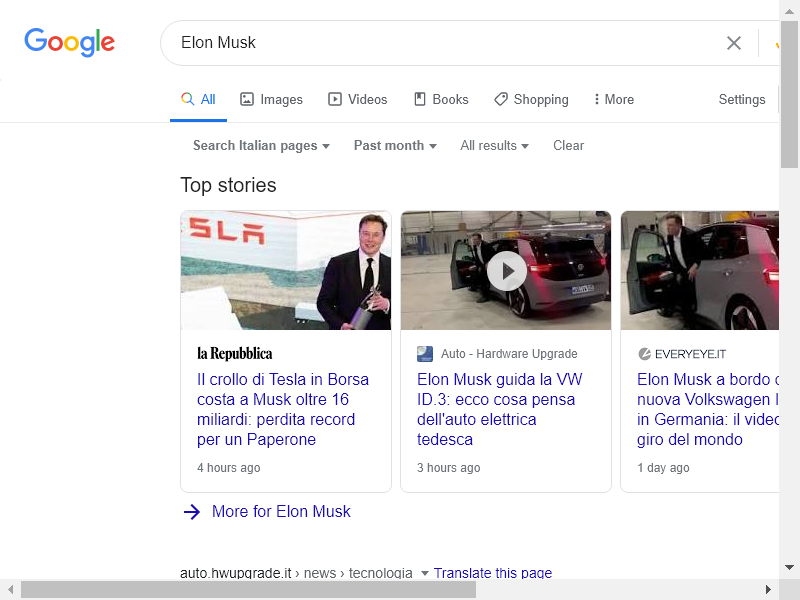 Google
Elon Musk
All
Images
Videos
Books
Shopping
More
Settings
Search Italian pages
Past month
All results
Clear
Top stories
SLA
la Repubblica
Il crollo di Tesla in Borsa
costa a Musk oltre 16
miliardi: perdita record
per un Paperone
4 hours ago
Auto - Hardware Upgrade
Elon Musk guida la VW
ID.3: ecco cosa pensa
dell'auto elettrica
tedesca
3 hours ago
EVERYEYE.IT
Elon Musk a bordo
nuova Volkswagen
in Germania: il video
giro del mondo
1 day ago
More for Elon Musk
auto.hwupgrade.it › news › tecnologia Translate this page